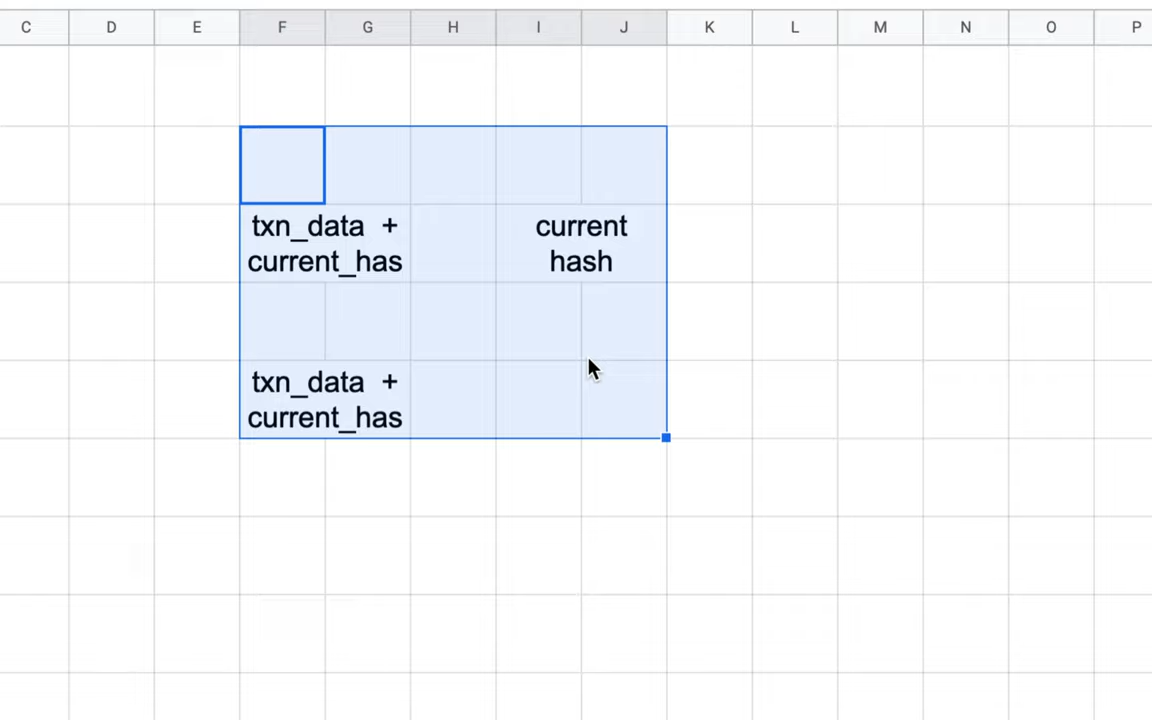 C D E F G H I J K L M N O P
txn_data + current
current_has hash
txn_data +
current_has